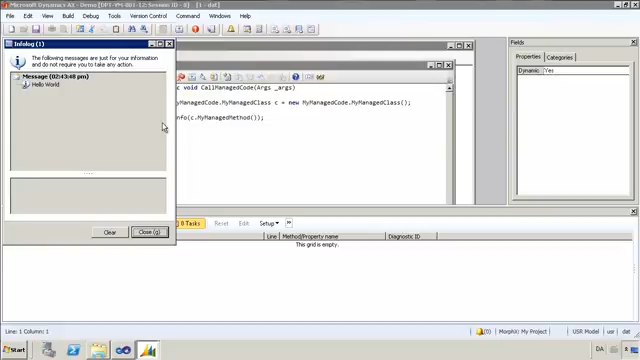 Microsoft Dynamics AX - Demo [DP1-VM-001-12: Session ID - 8] - [1 - dat]
View
Build
Debug
Tools
Version Control
Commands
Windows
Help
Infolog (1)
The following messages are just for your information
and do not require you to take any action.
Message (02:43:48 pm)
Hello World
Clear
Close (g)
c void CallManagedCode(Args _args)
yManagedCode.MyManagedClass c = new MyManagedCode.MyManagedClass();
nfo(c.MyManagedMethod());
Fields
Properties
Categories
Dynamic
Yes
0 Tasks
Reset
Edit
Setup
Line
Method/Property name
Diagnostic ID
This grid is empty.
Line: 1 Column: 1
(0)
MorphX: My Project
USR Model
usr
dat
Start
DA